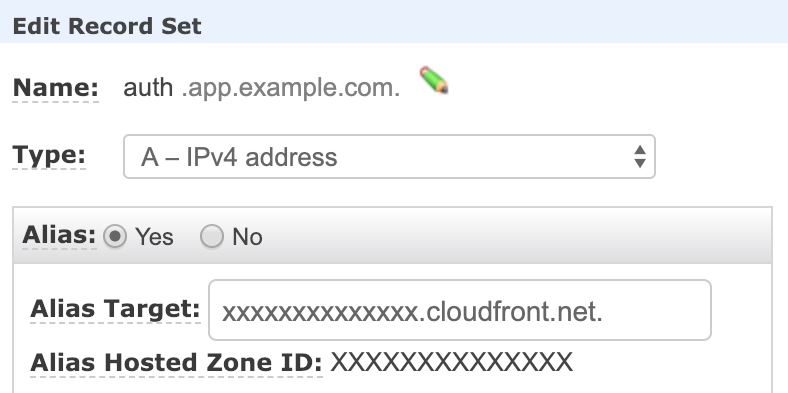 Edit Record Set
Name: auth .app.example.com.
Type: A – IPv4 address
Alias: Yes No
Alias Target: xxxxxxxxxxxxxx.cloudfront.net.
Alias Hosted Zone ID: XXXXXXXXXXXXXX